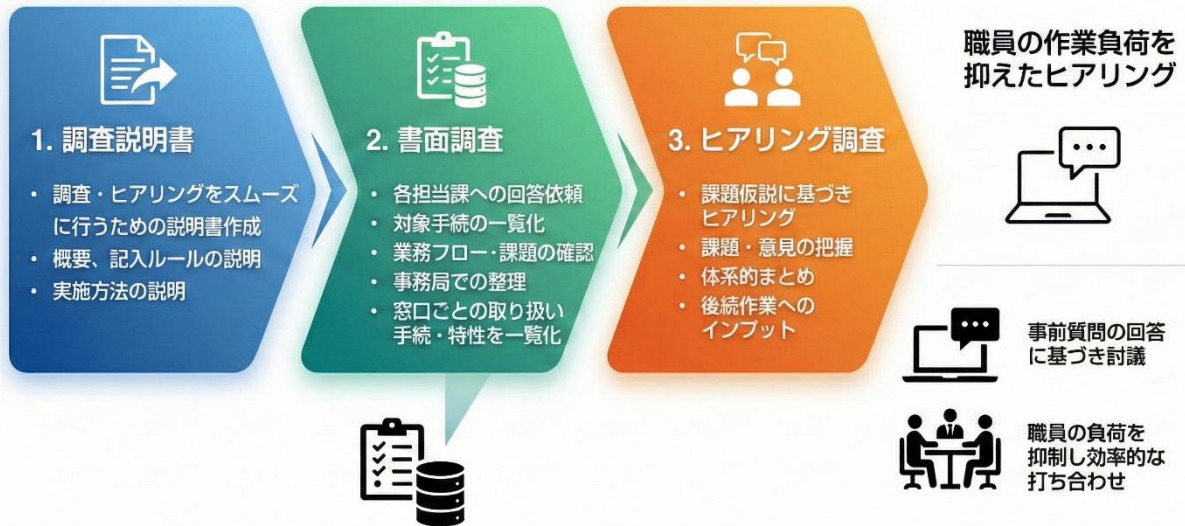 1. 調査説明書
・ 調査・ヒアリングをスムーズ
に行うための説明書作成
・ 概要、記入ルールの説明
・ 実施方法の説明
2. 書面調査
・ 各担当課への回答依頼
・ 対象手続の一覧化
・ 業務フロー・課題の確認
・ 事務局での整理
・ 窓口ごとの取り扱い
手続・特性を一覧化
3. ヒアリング調査
・ 課題仮説に基づき
ヒアリング
・ 課題・意見の把握
・ 体系的まとめ
・ 後続作業への
インプット
職員の作業負荷を
抑えたヒアリング
事前質問の回答
に基づき討議
職員の負荷を
抑制し効率的な
打ち合わせ